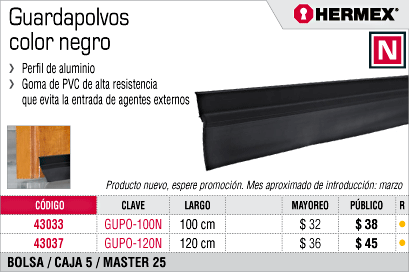 Guardapolvos
color negro
HERMEX®
N
› Perfil de aluminio
› Goma de PVC de alta resistencia
que evita la entrada de agentes externos
Producto nuevo, espere promoción. Mes aproximado de introducción: marzo
CÓDIGO CLAVE LARGO MAYOREO PÚBLICO R
43033 GUPO-100N 100 cm $ 32 $ 38
43037 GUPO-120N 120 cm $ 36 $ 45
BOLSA / CAJA 5 / MASTER 25